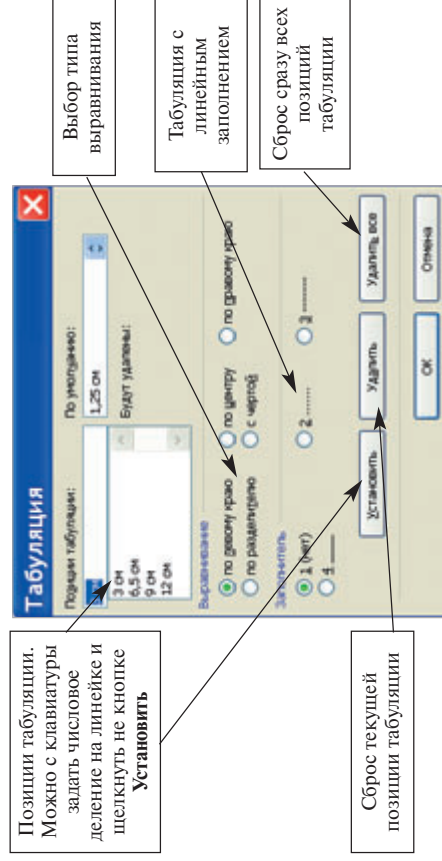 Позиции табуляции.
Можно с клавиатуры
задать числовое
деление на линейке и
щелкнуть не кнопке
Установить
Сброс текущей
позиции табуляции
Табуляция
Позиции табуляции:
По умолчанию:
1,25 см
3 см
6,5 см
9 см
12 см
Будут удалены:
Выравнивание
по левому краю
по центру
по правому краю
по разделителю
с чертой
Заполнитель
1 (нет)
2 .......
3 -------
4 ___
Установить
Удалить
Удалить все
ОК
Отмена
Выбор типа
выравнивания
Табуляция с
линейным
заполнением
Сброс сразу всех
позиций
табуляции